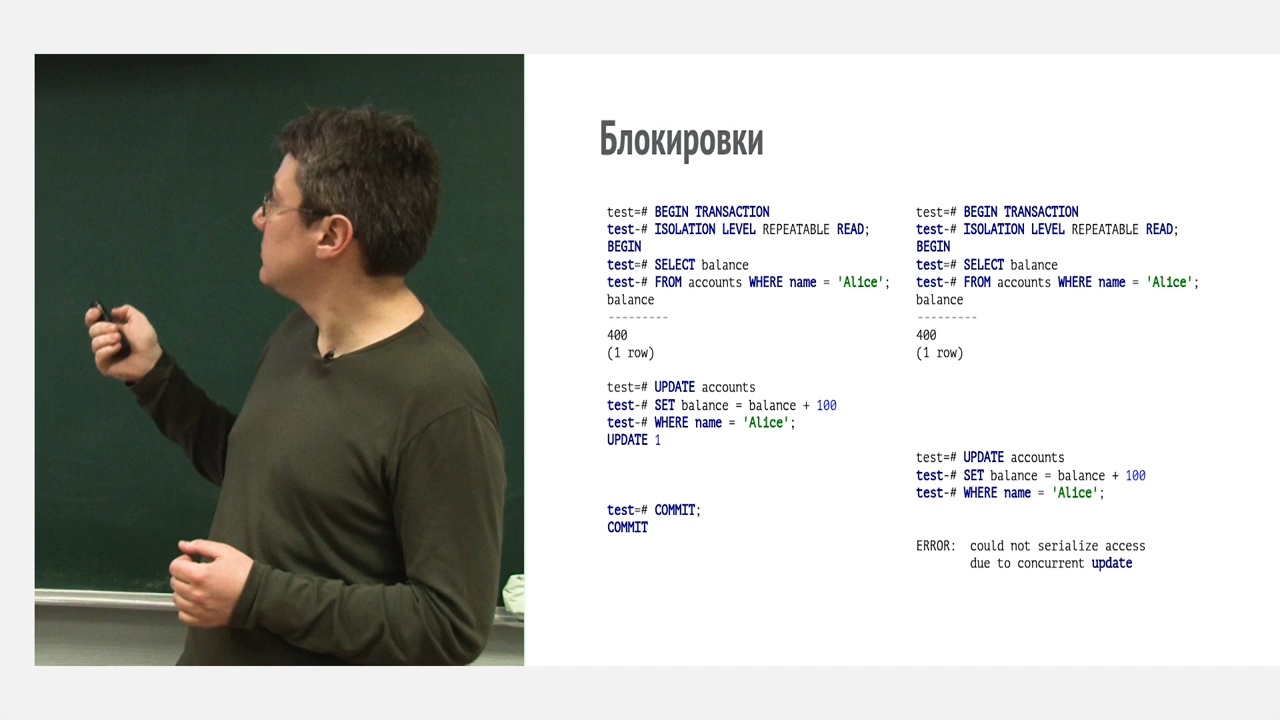 Блокировки
test=# BEGIN TRANSACTION
test-# ISOLATION LEVEL REPEATABLE READ;
BEGIN
test=# SELECT balance
test-# FROM accounts WHERE name = 'Alice';
balance
---------
400
(1 row)
test=# UPDATE accounts
test-# SET balance = balance + 100
test-# WHERE name = 'Alice';
UPDATE 1
test=# COMMIT;
COMMIT
test=# BEGIN TRANSACTION
test-# ISOLATION LEVEL REPEATABLE READ;
BEGIN
test=# SELECT balance
test-# FROM accounts WHERE name = 'Alice';
balance
---------
400
(1 row)
test=# UPDATE accounts
test-# SET balance = balance + 100
test-# WHERE name = 'Alice';
ERROR: could not serialize access
due to concurrent update